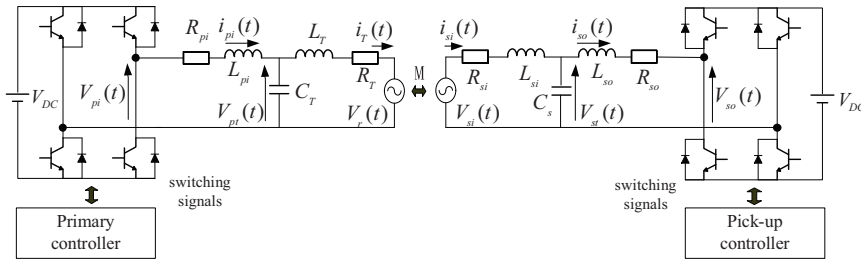 R_pi
i_pi(t)
L_pi
L_T
i_T(t)
R_T
C_T
V_DC
V_pi(t)
V_pt(t)
V_r(t)
M
i_si(t)
R_si
L_si
C_s
V_si(t)
V_st(t)
i_so(t)
L_so
R_so
V_so(t)
V_DC
switching
signals
switching
signals
Primary
controller
Pick-up
controller